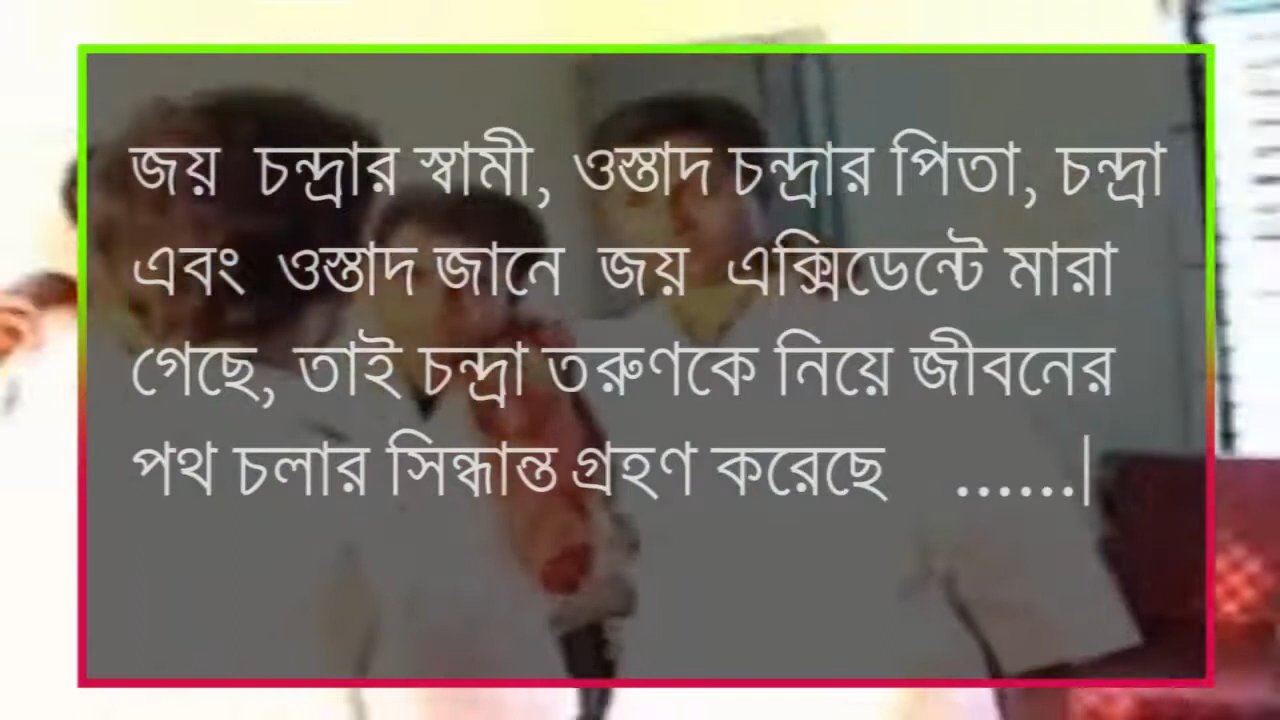 জয় চন্দ্রার স্বামী, ওস্তাদ চন্দ্রার পিতা, চন্দ্রা
এবং ওস্তাদ জানে জয় এক্সিডেন্টে মারা
গেছে, তাই চন্দ্রা তরুণকে নিয়ে জীবনের
পথ চলার সিন্ধান্ত গ্রহণ করেছে ......|